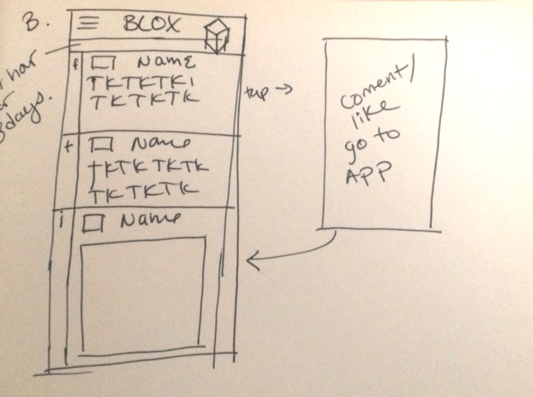 3.
BLOX
har
days.
f
Name
TKTKTKI
TKTKTK
t
Name
TKTKTKTK
TKTKTK
i
Name
tap →
coment/
like
go to
APP